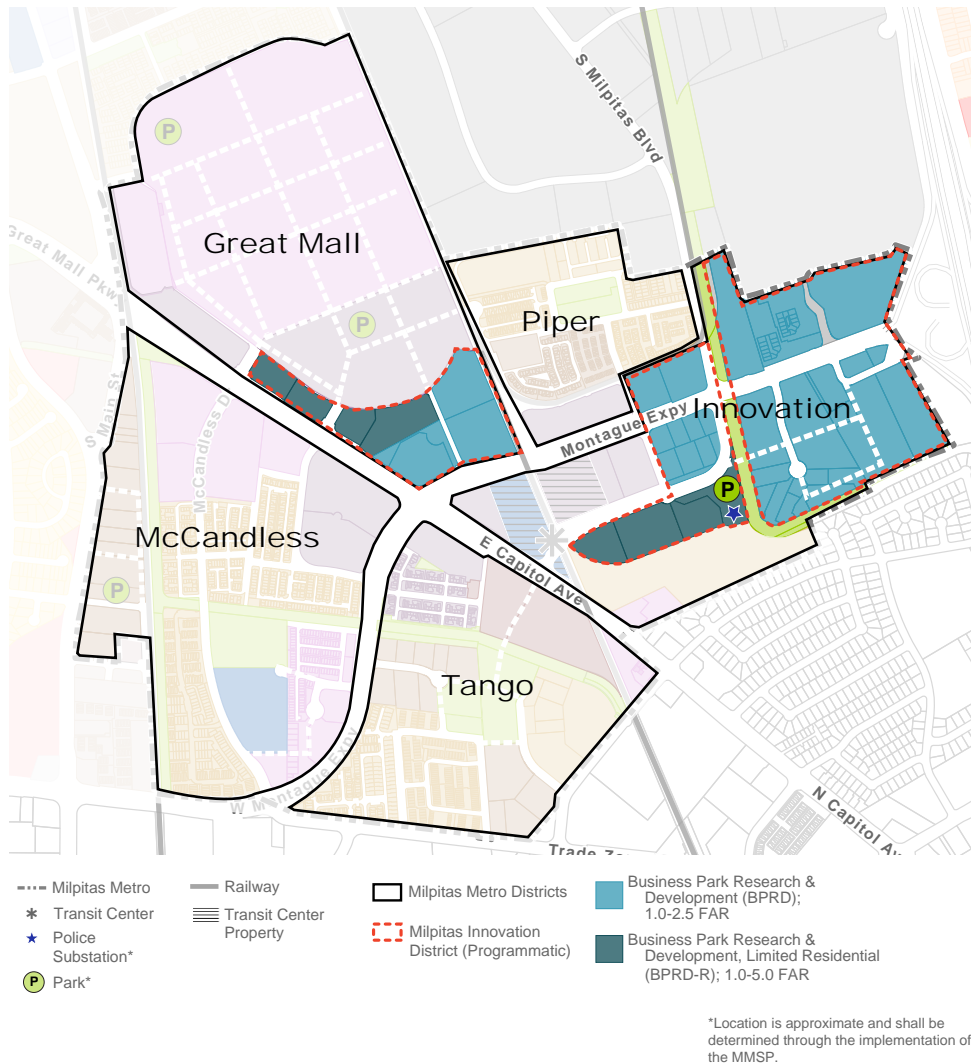 P
S Milpitas Blvd
Great Mall
Great Mall Pkwy
P
Piper
S Main St
McCandless D
Innovation
Montague Expy
P
McCandless
E Capitol Ave
P
Tango
W Montague Expy
N Capitol Av
Trade Zo
Milpitas Metro
Transit Center
Police
Substation*
P Park*
Railway
Transit Center
Property
Milpitas Metro Districts
Milpitas Innovation
District (Programmatic)
Business Park Research &
Development (BPRD);
1.0-2.5 FAR
Business Park Research &
Development, Limited Residential
(BPRD-R); 1.0-5.0 FAR
*Location is approximate and shall be
determined through the implementation of
the MMSP.